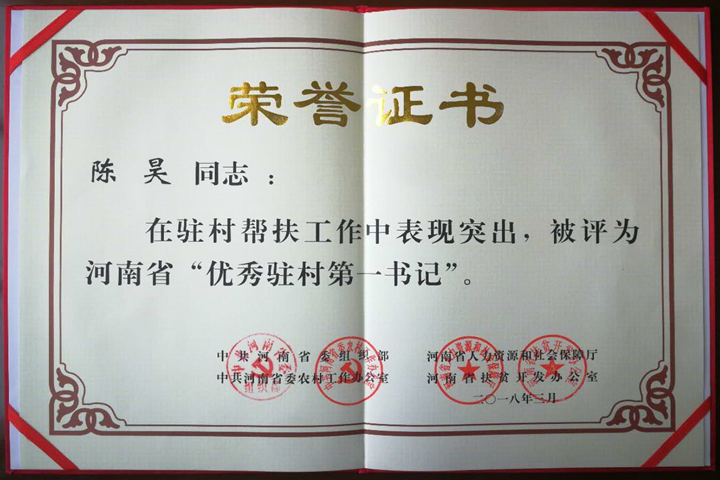 荣誉证书
陈昊 同志：
在驻村帮扶工作中表现突出，被评为
河南省“优秀驻村第一书记”。
中共河南省委组织部 河南省人力资源和社会保障厅
中共河南省委农村工作办公室 河南省扶贫开发办公室
二〇一八年三月